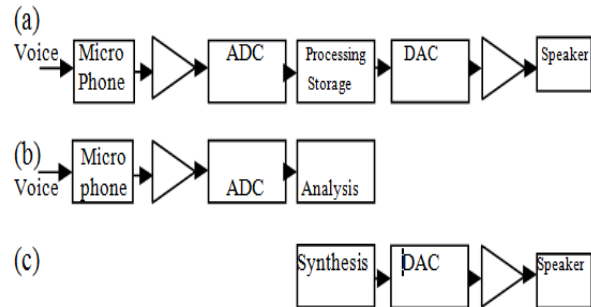 (a)
Voice
Micro
Phone
ADC
Processing
Storage
DAC
Speaker
(b)
Voice
Micro
phone
ADC
Analysis
(c)
Synthesis
DAC
Speaker